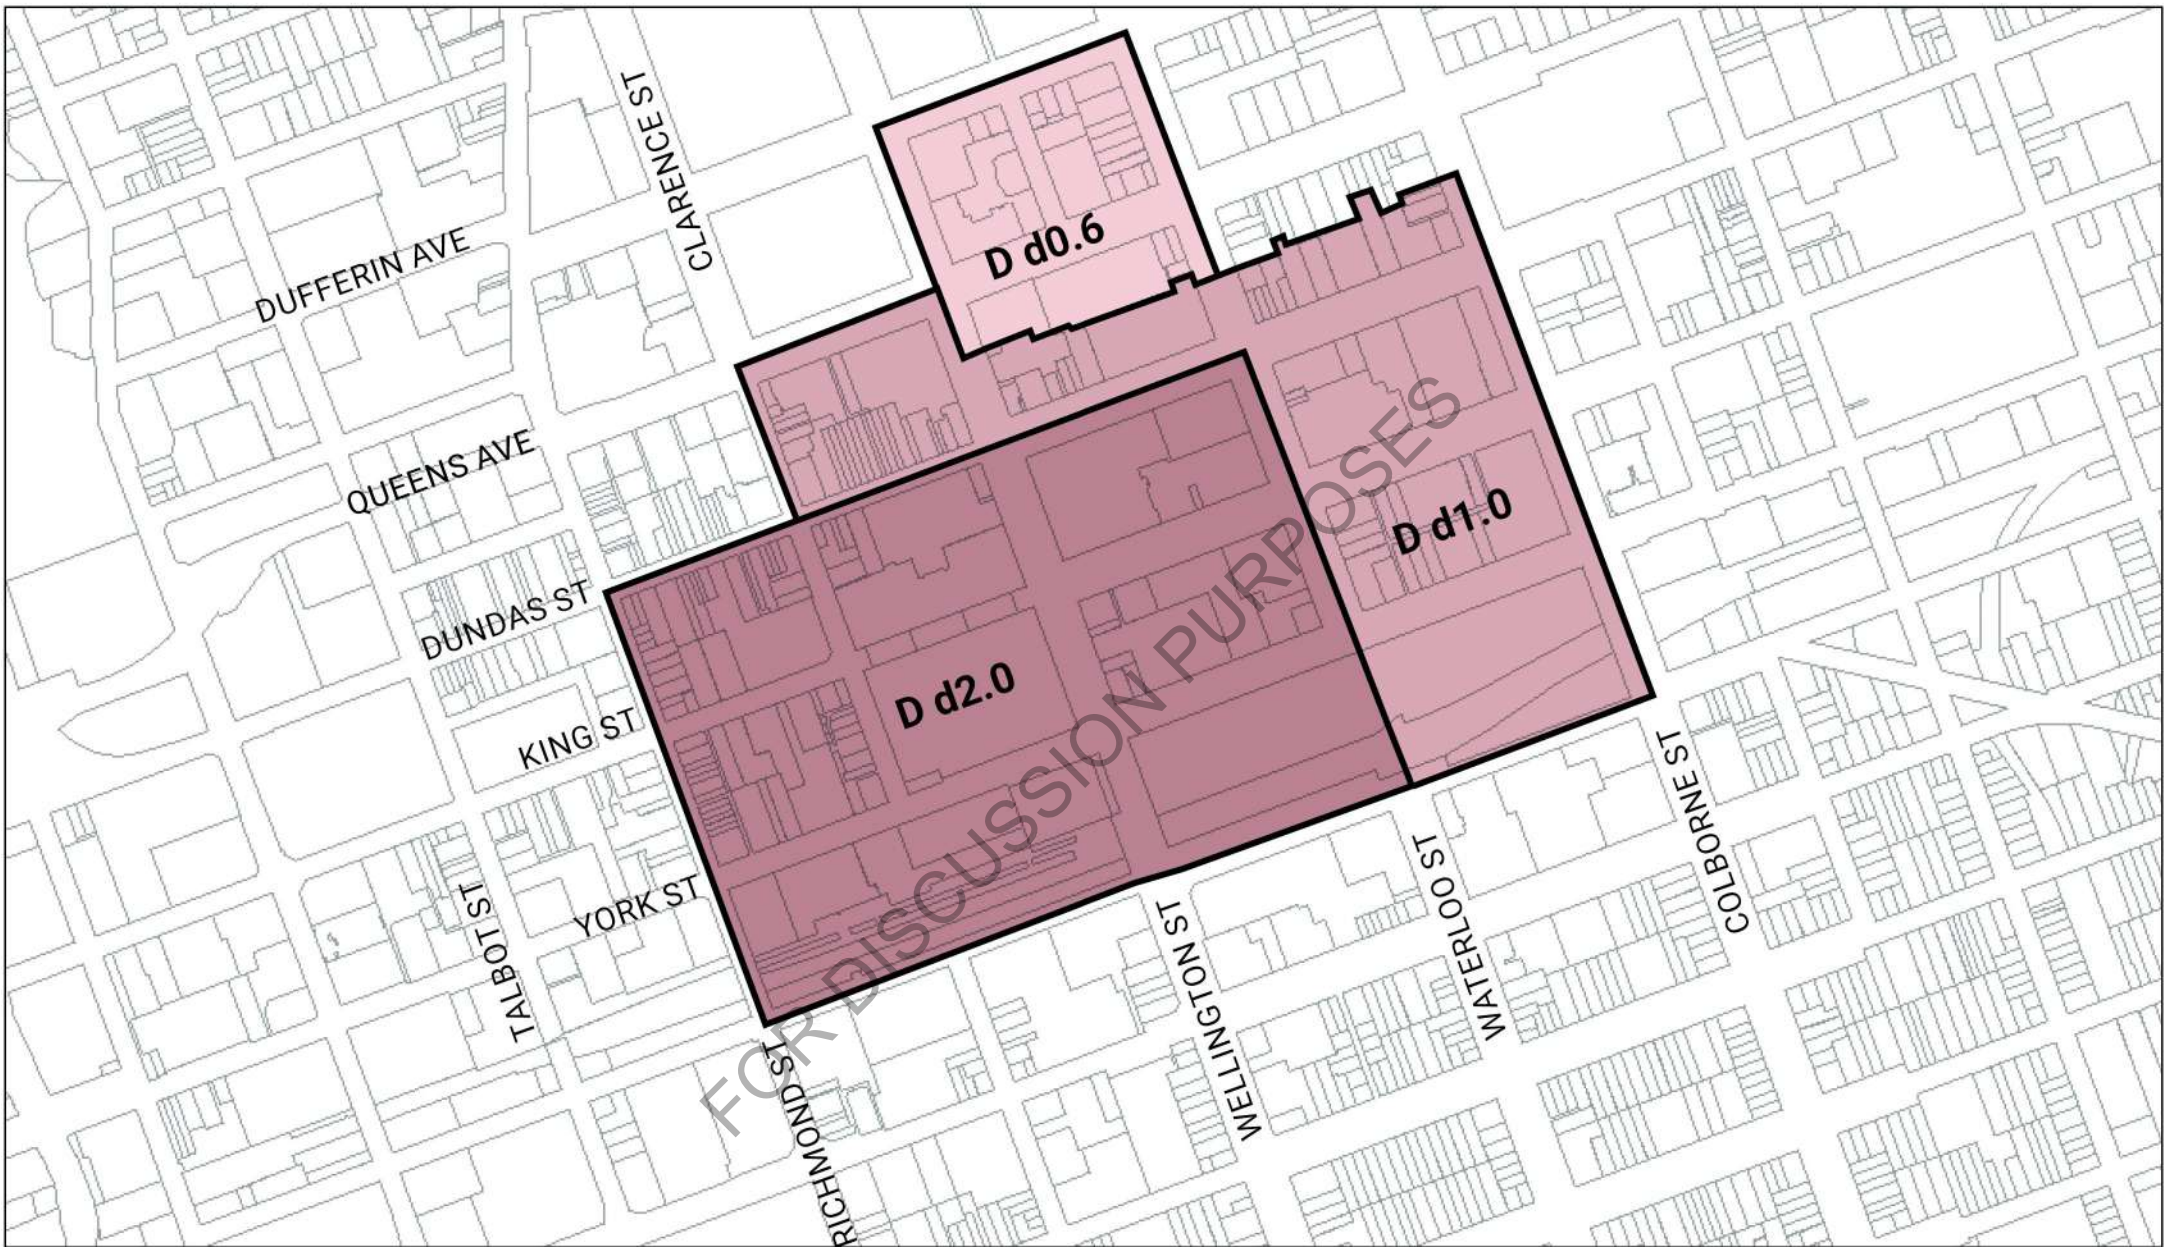 CLARENCE ST
D d0.6
DUFFERIN AVE
QUEENS AVE
D d1.0
DUNDAS ST
D d2.0
KING ST
YORK ST
TALBOT ST
COLBORNE ST
WATERLOO ST
WELLINGTON ST
RICHMOND ST
FOR DISCUSSION PURPOSES